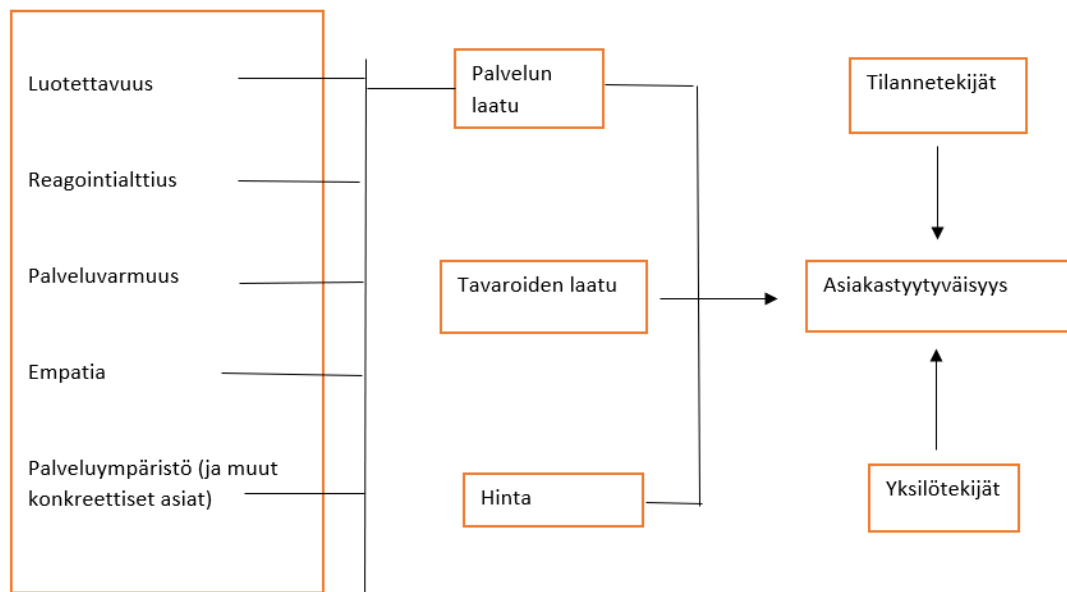 Luotettavuus
Reagointialttius
Palveluvarmuus
Empatia
Palveluympäristö (ja muut
konkreettiset asiat)
Palvelun
laatu
Tavaroiden laatu
Hinta
Tilannetekijät
Asiakastyytyväisyys
Yksilötekijät